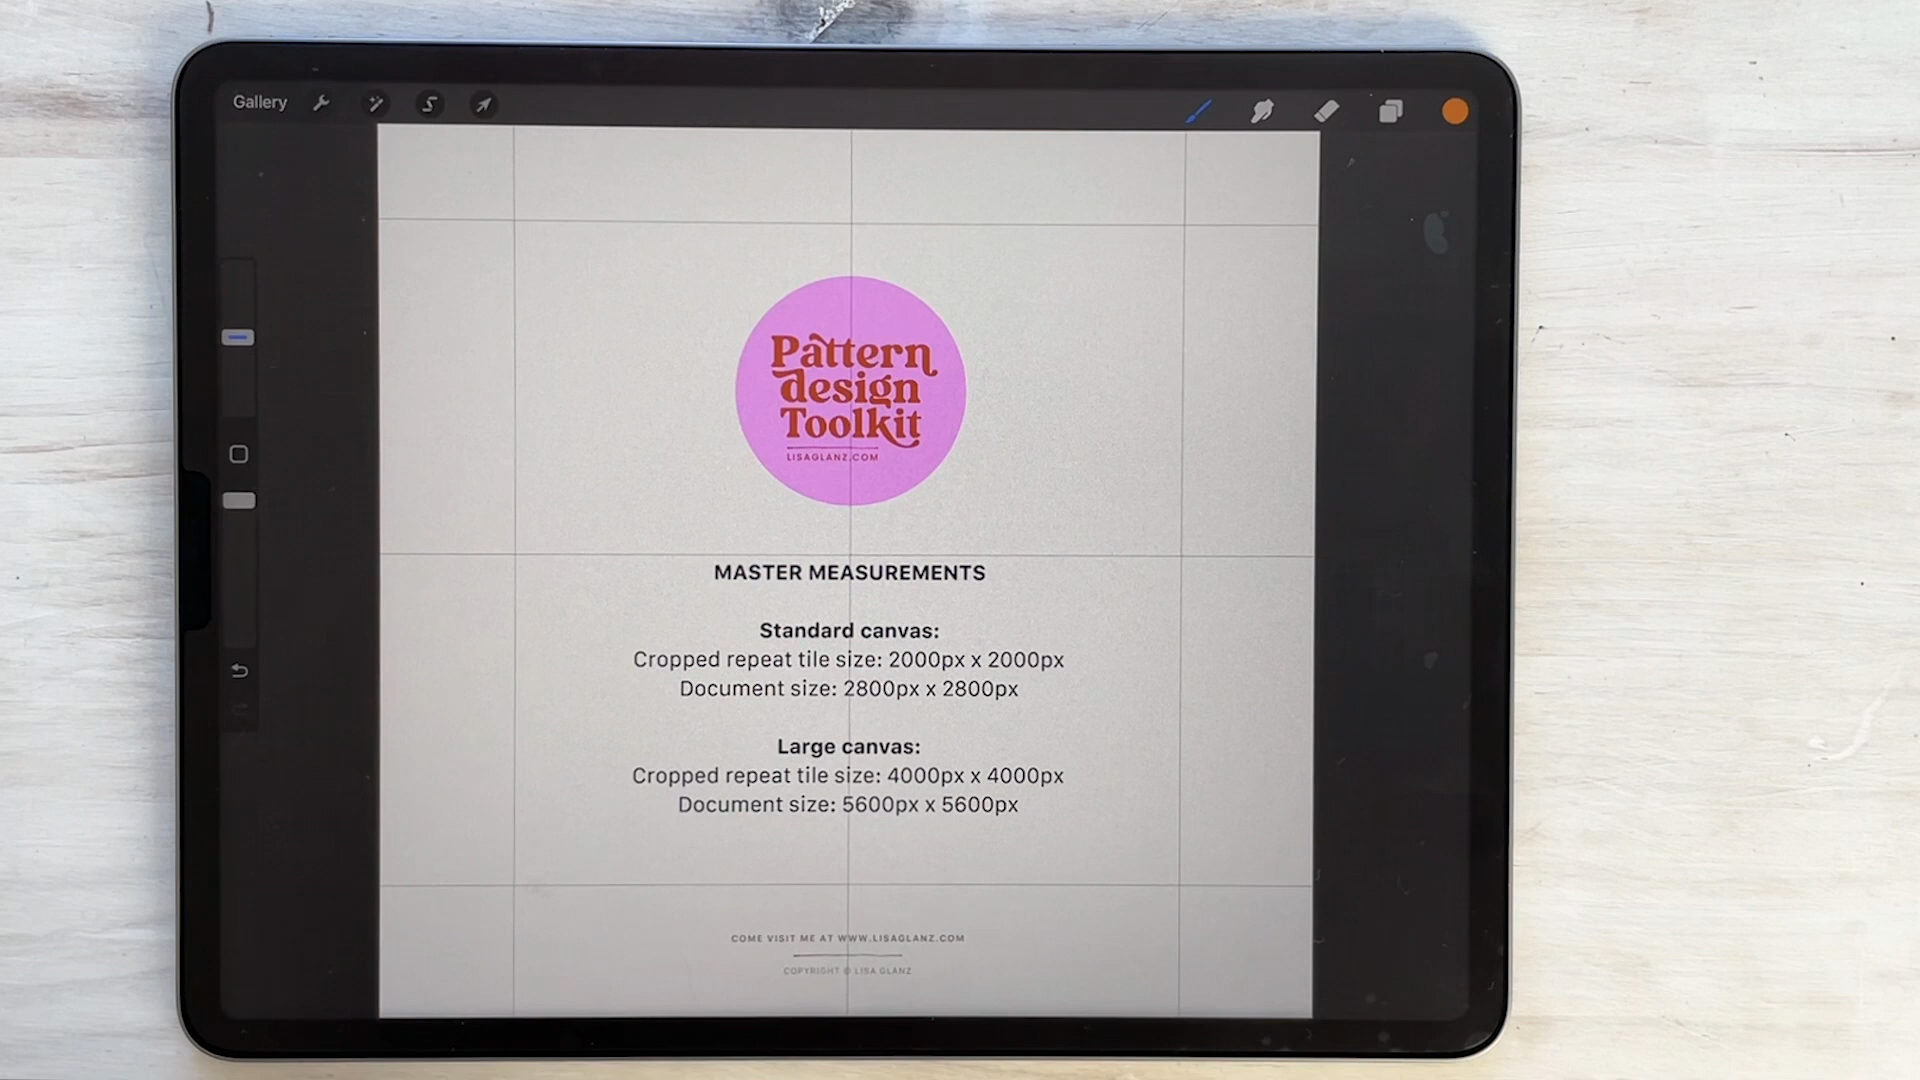 Gallery
Pattern
design
Toolkit
LISAGLANZ.COM
MASTER MEASUREMENTS
Standard canvas:
Cropped repeat tile size: 2000px x 2000px
Document size: 2800px x 2800px
Large canvas:
Cropped repeat tile size: 4000px x 4000px
Document size: 5600px x 5600px
COME VISIT ME AT WWW.LISAGLANZ.COM
COPYRIGHT © LISA GLANZ